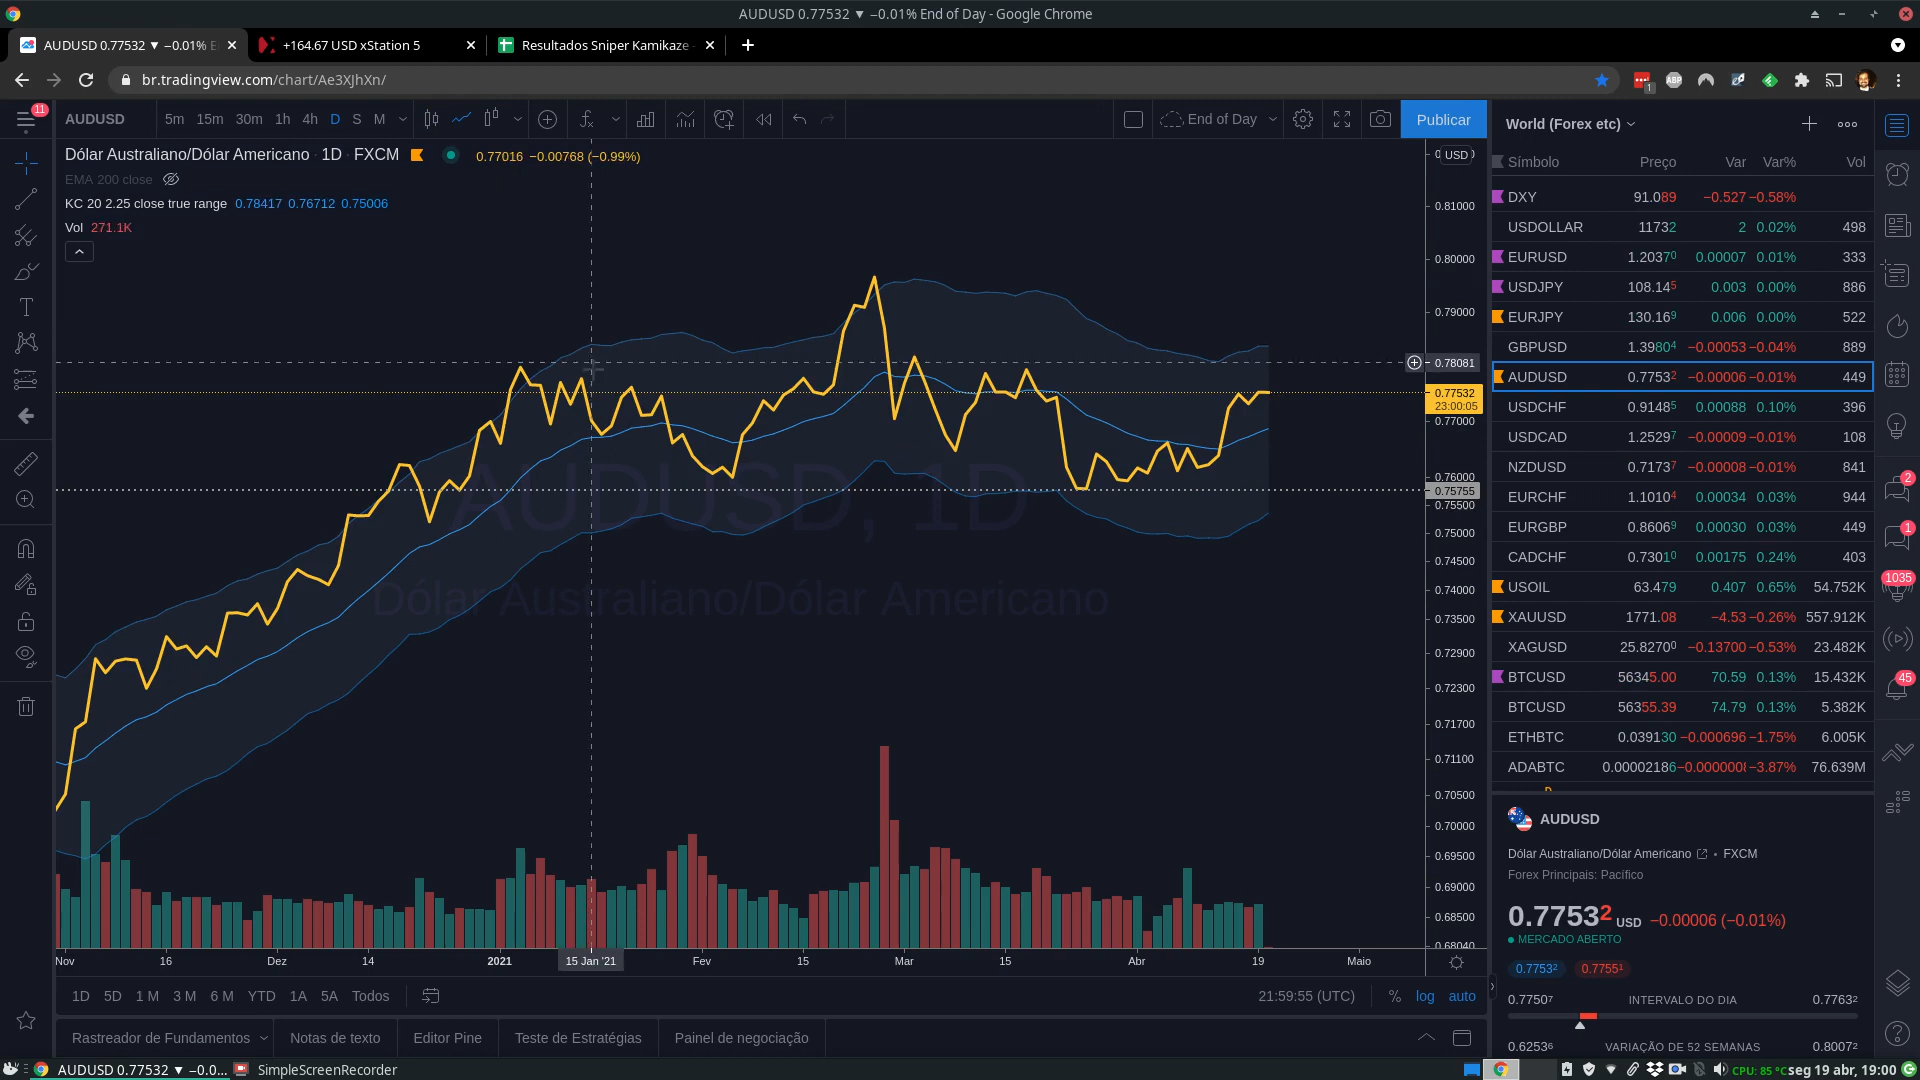 AUDUSD 0.77532 ▼ −0.01% End of Day - Google Chrome
AUDUSD 0.77532 ▼ −0.01% E
+164.67 USD xStation 5
Resultados Sniper Kamikaze
br.tradingview.com/chart/Ae3XJhXn/
11
AUDUSD 5m 15m 30m 1h 4h D S M
End of Day
Publicar
Dólar Australiano/Dólar Americano · 1D · FXCM 0.77016 −0.00768 (−0.99%)
EMA 200 close
KC 20 2.25 close true range 0.78417 0.76712 0.75006
Vol 271.1K
AUDUSD, 1D
Dólar Australiano/Dólar Americano
USD
0.81000
0.80000
0.79000
0.78081
0.77532
23:00:05
0.77000
0.76000
0.75755
0.75500
0.75000
0.74500
0.74000
0.73500
0.72900
0.72300
0.71700
0.71100
0.70500
0.70000
0.69500
0.69000
0.68500
0.68040
Nov 16 Dez 14 2021 15 Jan '21 Fev 15 Mar 15 Abr 19 Maio
1D 5D 1 M 3 M 6 M YTD 1A 5A Todos
21:59:55 (UTC) % log auto
Rastreador de Fundamentos Notas de texto Editor Pine Teste de Estratégias Painel de negociação
World (Forex etc)
Símbolo Preço Var Var% Vol
DXY 91.089 −0.527 −0.58%
USDOLLAR 11732 2 0.02% 498
EURUSD 1.20370 0.00007 0.01% 333
USDJPY 108.145 0.003 0.00% 886
EURJPY 130.169 0.006 0.00% 522
GBPUSD 1.39804 −0.00053 −0.04% 889
AUDUSD 0.77532 −0.00006 −0.01% 449
USDCHF 0.91485 0.00088 0.10% 396
USDCAD 1.25297 −0.00009 −0.01% 108
NZDUSD 0.71737 −0.00008 −0.01% 841
EURCHF 1.10104 0.00034 0.03% 944
EURGBP 0.86069 0.00030 0.03% 449
CADCHF 0.73010 0.00175 0.24% 403
USOIL 63.479 0.407 0.65% 54.752K
XAUUSD 1771.08 −4.53 −0.26% 557.912K
XAGUSD 25.82700 −0.13700 −0.53% 23.482K
BTCUSD 56345.00 70.59 0.13% 15.432K
BTCUSD 56355.39 74.79 0.13% 5.382K
ETHBTC 0.039130 −0.000696 −1.75% 6.005K
ADABTC 0.00002186 −0.0000008 −3.87% 76.639M
AUDUSD
Dólar Australiano/Dólar Americano • FXCM
Forex Principais: Pacífico
0.77532 USD −0.00006 (−0.01%)
MERCADO ABERTO
0.77532 0.77551
0.77507 INTERVALO DO DIA 0.77632
0.62536 VARIAÇÃO DE 52 SEMANAS 0.80072
2
1
1035
45
AUDUSD 0.77532 ▼ −0.0...
SimpleScreenRecorder
CPU: 85 °C
seg 19 abr, 19:00